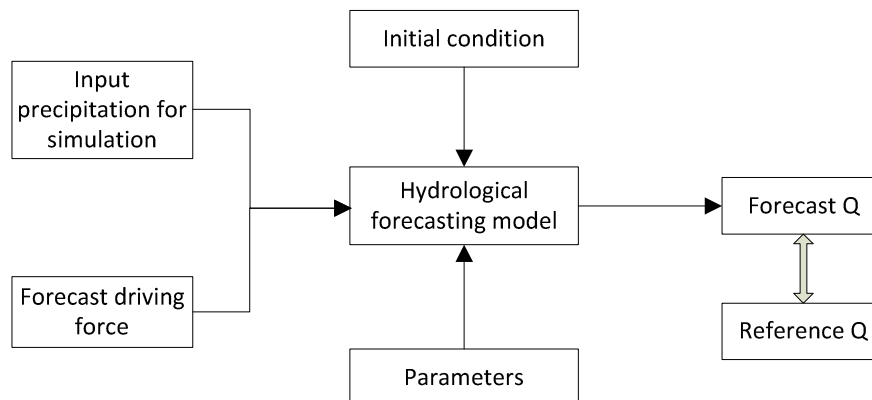 Initial condition
Input
precipitation for
simulation
Hydrological
forecasting model
Forecast Q
Forecast driving
force
Reference Q
Parameters